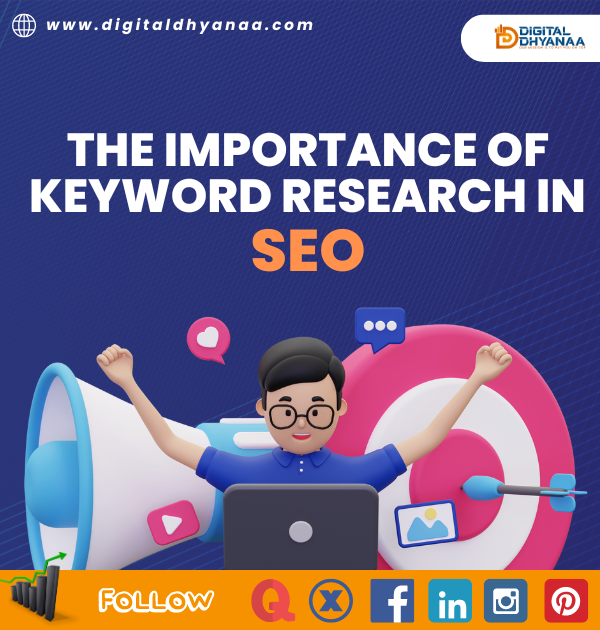 www.digitaldhyanaa.com
DIGITAL
DHYANAA
THE IMPORTANCE OF
KEYWORD RESEARCH IN
SEO
FOLLOW